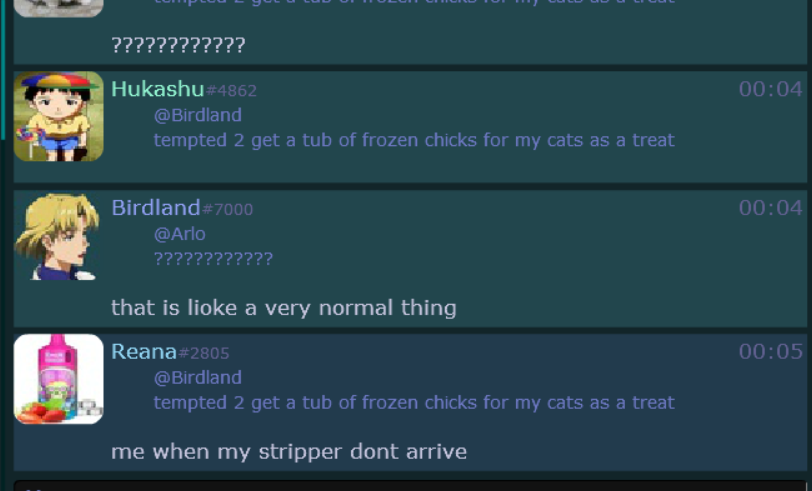 tempted 2 get a tub of frozen chicks for my cats as a treat
????????????
Hukashu#4862 00:04
@Birdland
tempted 2 get a tub of frozen chicks for my cats as a treat
Birdland#7000 00:04
@Arlo
????????????
that is lioke a very normal thing
Reana#2805 00:05
@Birdland
tempted 2 get a tub of frozen chicks for my cats as a treat
me when my stripper dont arrive